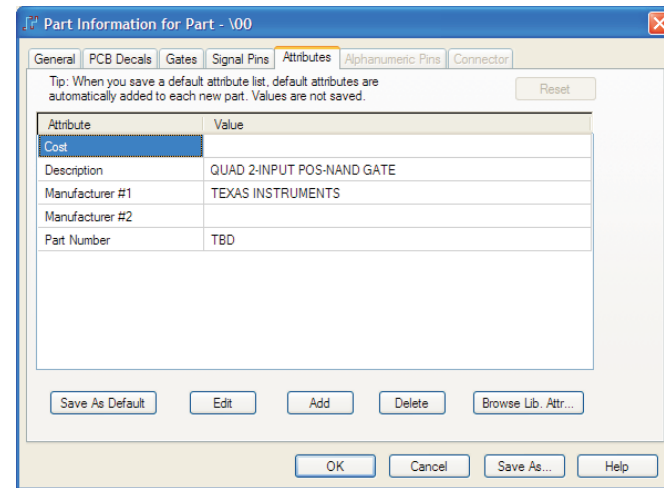 Part Information for Part - \00
General PCB Decals Gates Signal Pins Attributes Alphanumeric Pins Connector
Tip: When you save a default attribute list, default attributes are
automatically added to each new part. Values are not saved.
Reset
Attribute Value
Cost
Description QUAD 2-INPUT POS-NAND GATE
Manufacturer #1 TEXAS INSTRUMENTS
Manufacturer #2
Part Number TBD
Save As Default Edit Add Delete Browse Lib. Attr...
OK Cancel Save As... Help